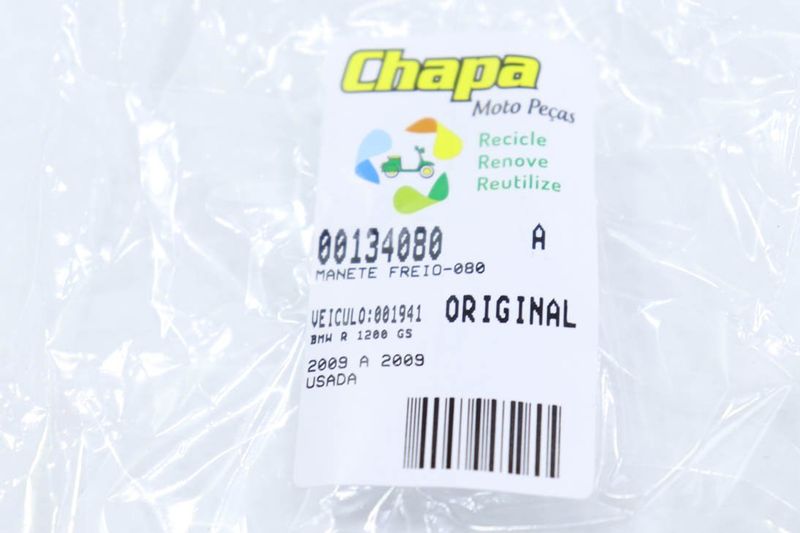 Chapa
Moto Peças
Recicle
Renove
Reutilize
00134080 A
MANETE FREIO-080
VEICULO:001941 ORIGINAL
BMW R 1200 GS
2009 A 2009
USADA